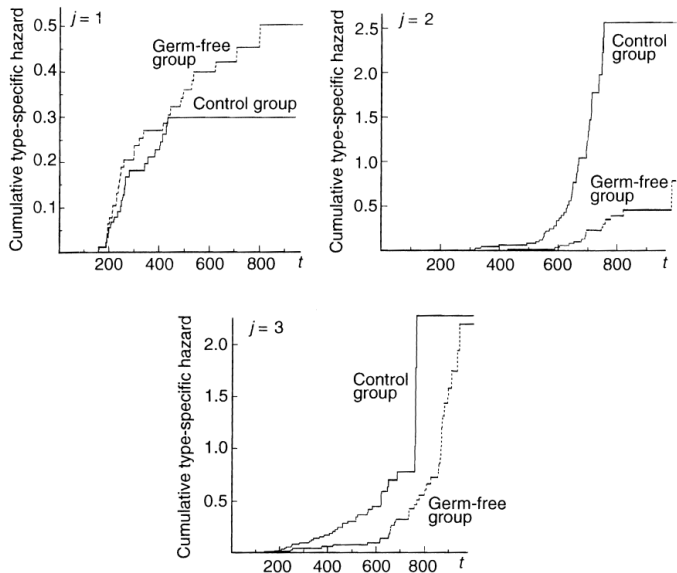 Cumulative type-specific hazard
j = 1
0.5
0.4
0.3
0.2
0.1
Germ-free
group
Control group
200 400 600 800 t
Cumulative type-specific hazard
j = 2
2.5
2.0
1.5
1.0
0.5
Control
group
Germ-free
group
200 400 600 800 t
Cumulative type-specific hazard
j = 3
2.0
1.5
1.0
0.5
Control
group
Germ-free
group
200 400 600 800 t